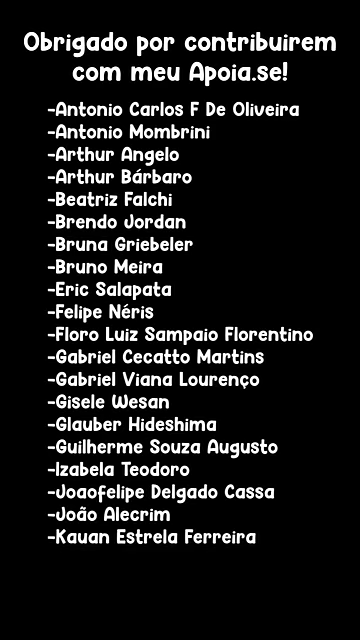 Obrigado por contribuirem
com meu Apoia.se!
-Antonio Carlos F De Oliveira
-Antonio Mombrini
-Arthur Angelo
-Arthur Bárbaro
-Beatriz Falchi
-Brendo Jordan
-Bruna Griebeler
-Bruno Meira
-Eric Salapata
-Felipe Néris
-Floro Luiz Sampaio Florentino
-Gabriel Cecatto Martins
-Gabriel Viana Lourenço
-Gisele Wesan
-Glauber Hideshima
-Guilherme Souza Augusto
-Izabela Teodoro
-Joaofelipe Delgado Cassa
-João Alecrim
-Kauan Estrela Ferreira